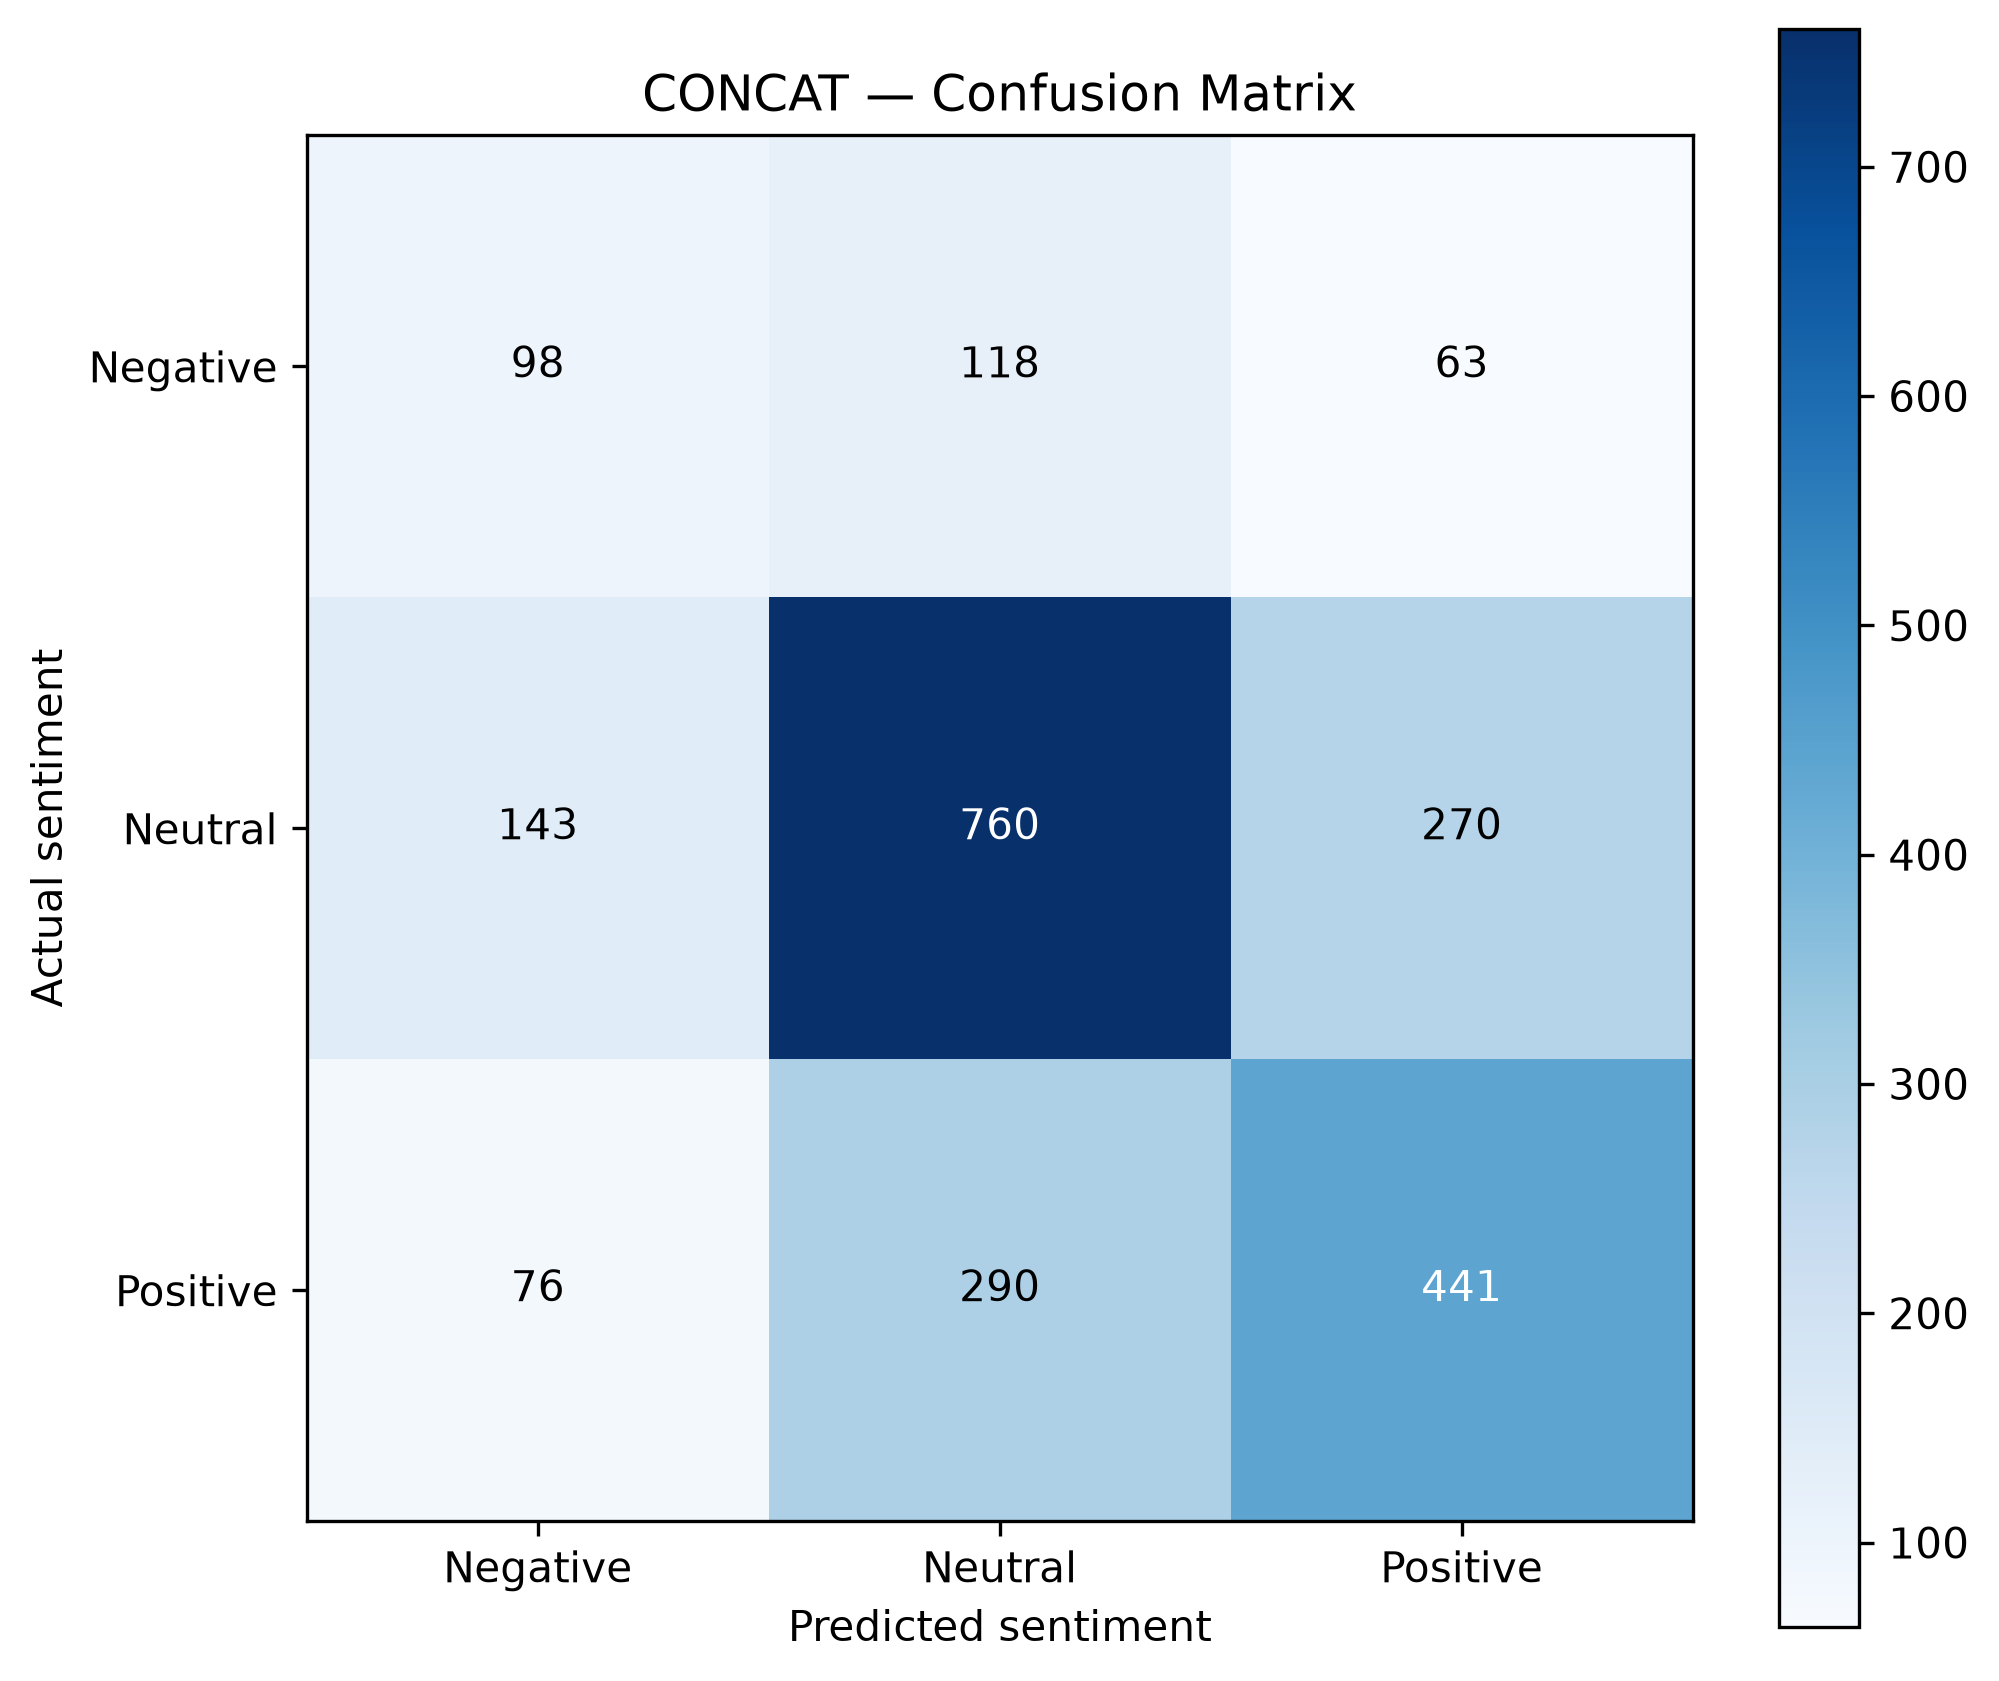 CONCAT — Confusion Matrix
Actual sentiment
Negative 98 118 63
Neutral 143 760 270
Positive 76 290 441
Negative Neutral Positive
Predicted sentiment
700
600
500
400
300
200
100